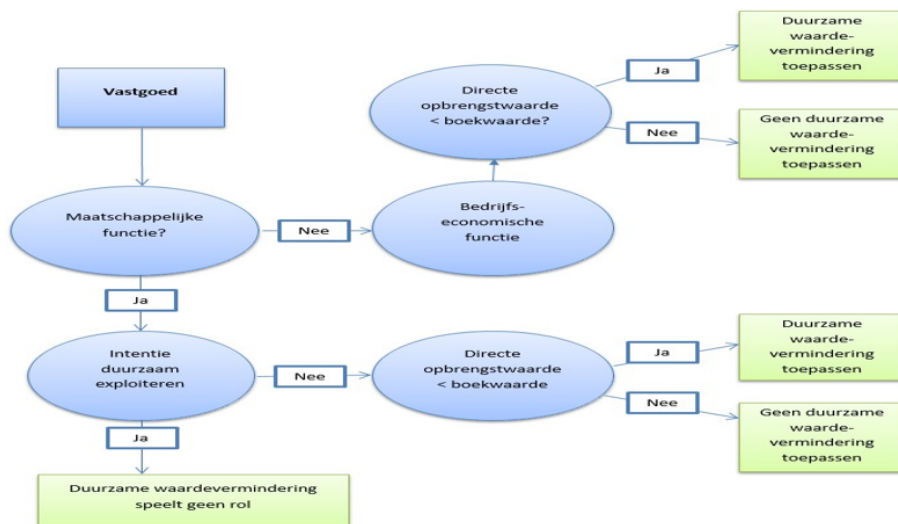 Vastgoed
Maatschappelijke
functie?
Nee
Bedrijfs-
economische
functie
Directe
opbrengstwaarde
< boekwaarde?
Ja
Duurzame
waarde-
vermindering
toepassen
Nee
Geen duurzame
waarde-
vermindering
toepassen
Ja
Intentie
duurzaam
exploiteren
Nee
Directe
opbrengstwaarde
< boekwaarde
Ja
Duurzame
waarde-
vermindering
toepassen
Nee
Geen duurzame
waarde-
vermindering
toepassen
Ja
Duurzame waardevermindering
speelt geen rol